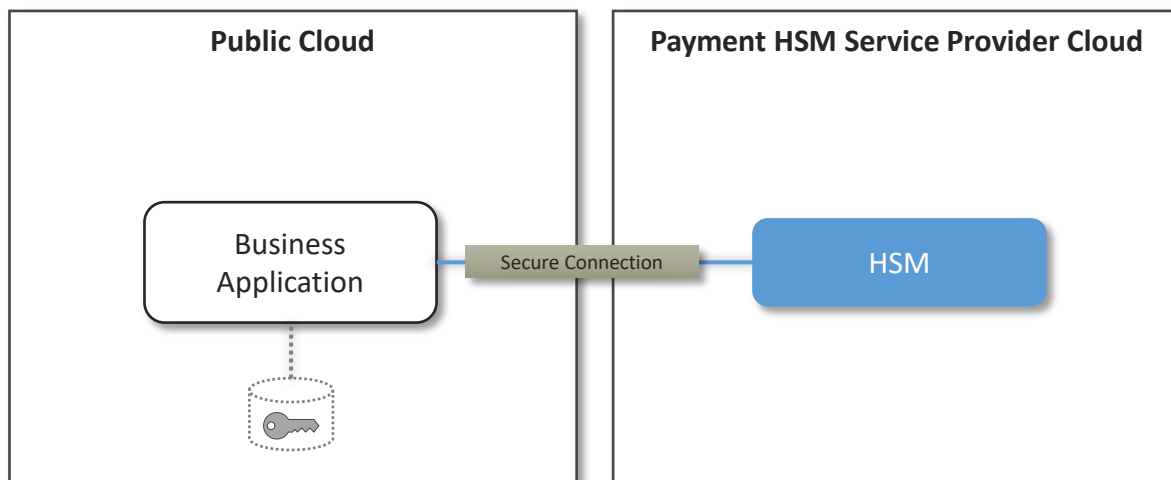 Public Cloud
Payment HSM Service Provider Cloud
Business
Application
Secure Connection
HSM